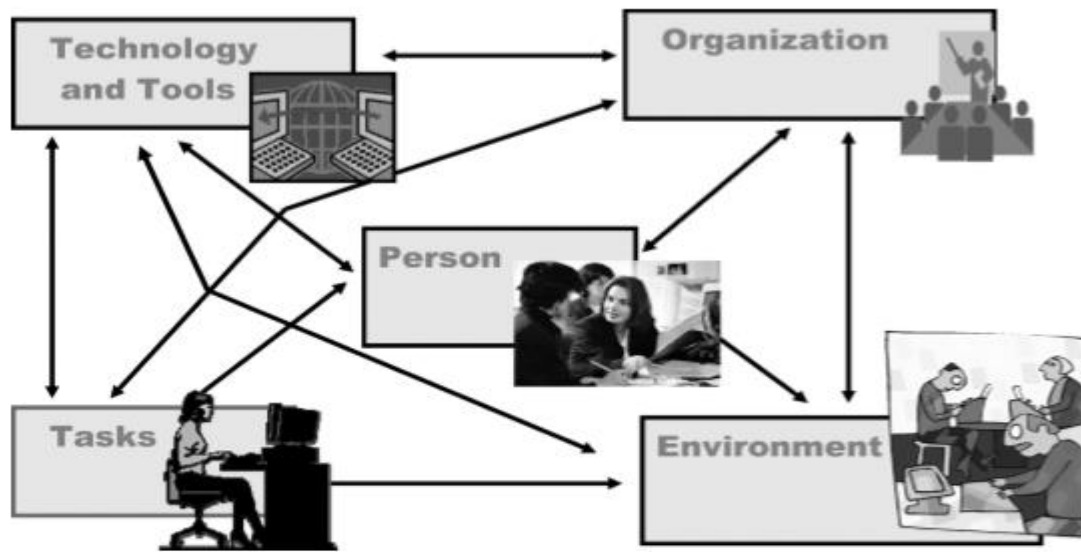 Technology
and Tools
Organization
Person
Tasks
Environment